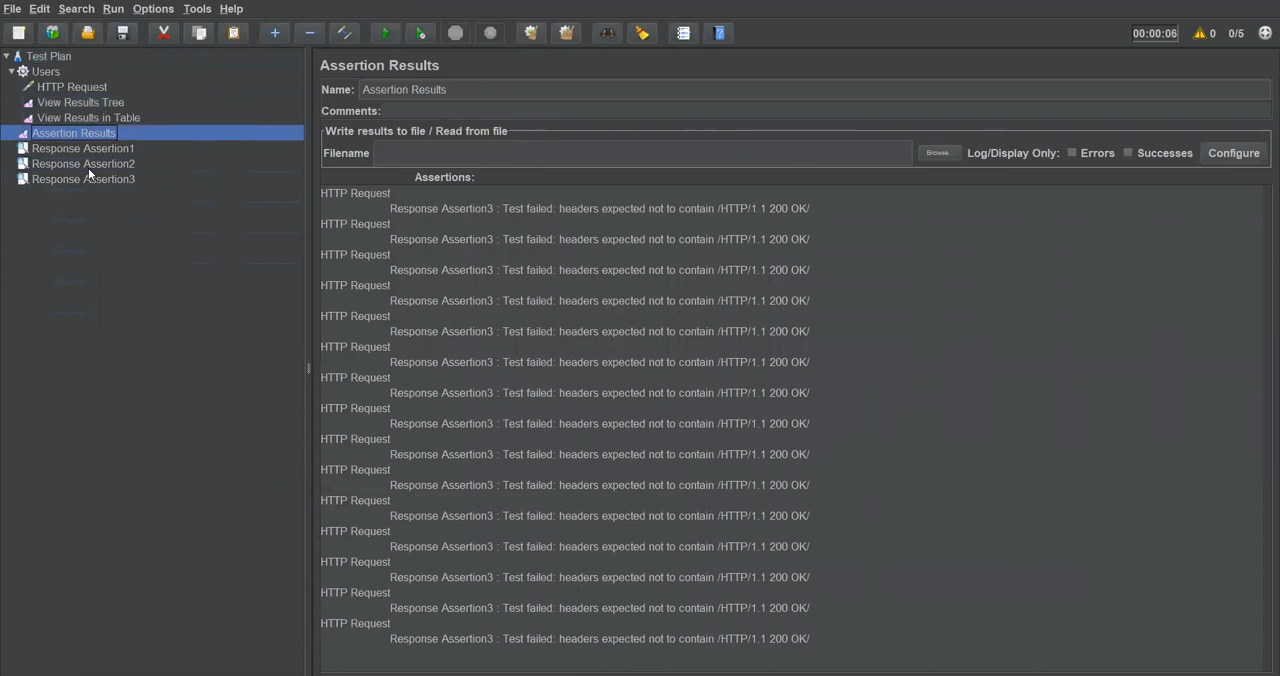 File Edit Search Run Options Tools Help
00:00:06 0 0/5
Test Plan
Users
HTTP Request
View Results Tree
View Results in Table
Assertion Results
Response Assertion1
Response Assertion2
Response Assertion3
Assertion Results
Name: Assertion Results
Comments:
Write results to file / Read from file
Filename Browse... Log/Display Only: Errors Successes Configure
Assertions:
HTTP Request
Response Assertion3 : Test failed: headers expected not to contain /HTTP/1.1 200 OK/
HTTP Request
Response Assertion3 : Test failed: headers expected not to contain /HTTP/1.1 200 OK/
HTTP Request
Response Assertion3 : Test failed: headers expected not to contain /HTTP/1.1 200 OK/
HTTP Request
Response Assertion3 : Test failed: headers expected not to contain /HTTP/1.1 200 OK/
HTTP Request
Response Assertion3 : Test failed: headers expected not to contain /HTTP/1.1 200 OK/
HTTP Request
Response Assertion3 : Test failed: headers expected not to contain /HTTP/1.1 200 OK/
HTTP Request
Response Assertion3 : Test failed: headers expected not to contain /HTTP/1.1 200 OK/
HTTP Request
Response Assertion3 : Test failed: headers expected not to contain /HTTP/1.1 200 OK/
HTTP Request
Response Assertion3 : Test failed: headers expected not to contain /HTTP/1.1 200 OK/
HTTP Request
Response Assertion3 : Test failed: headers expected not to contain /HTTP/1.1 200 OK/
HTTP Request
Response Assertion3 : Test failed: headers expected not to contain /HTTP/1.1 200 OK/
HTTP Request
Response Assertion3 : Test failed: headers expected not to contain /HTTP/1.1 200 OK/
HTTP Request
Response Assertion3 : Test failed: headers expected not to contain /HTTP/1.1 200 OK/
HTTP Request
Response Assertion3 : Test failed: headers expected not to contain /HTTP/1.1 200 OK/
HTTP Request
Response Assertion3 : Test failed: headers expected not to contain /HTTP/1.1 200 OK/